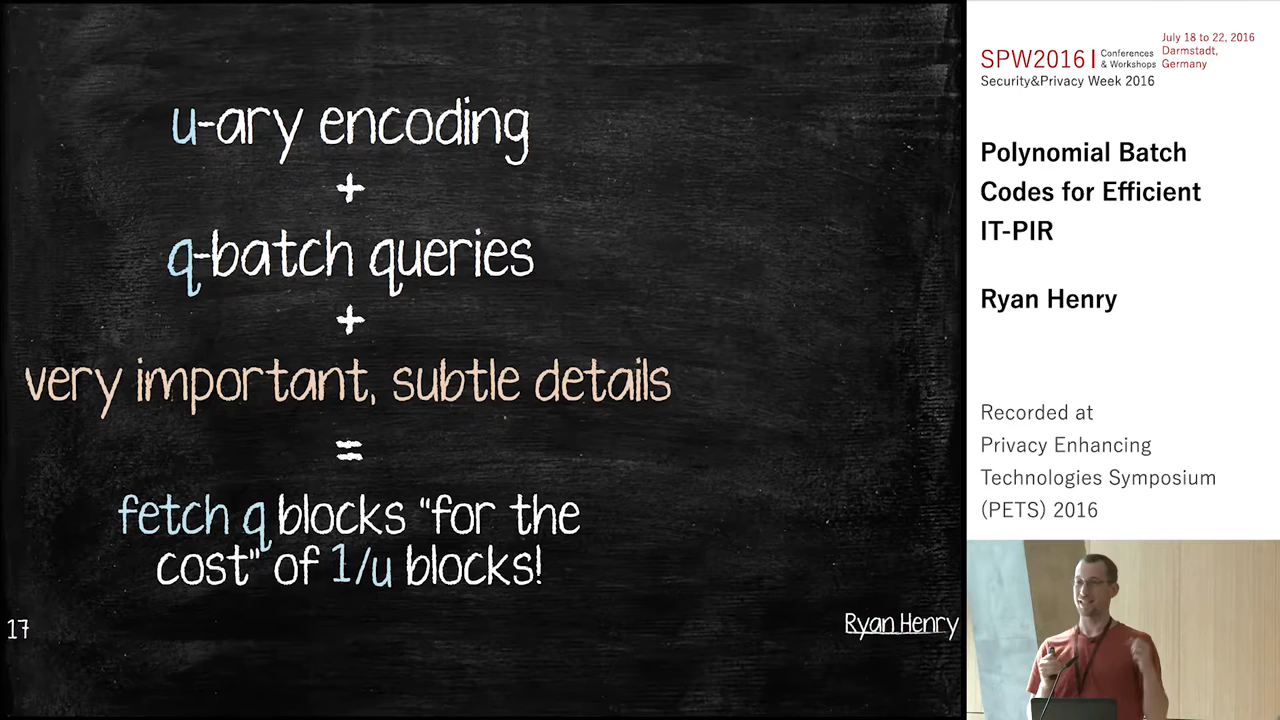 u-ary encoding
+
q-batch queries
+
very important, subtle details
=
fetch q blocks "for the
cost" of 1/u blocks!
17
Ryan Henry
SPW2016 | Conferences & Workshops
July 18 to 22, 2016
Darmstadt,
Germany
Security&Privacy Week 2016
Polynomial Batch
Codes for Efficient
IT-PIR
Ryan Henry
Recorded at
Privacy Enhancing
Technologies Symposium
(PETS) 2016